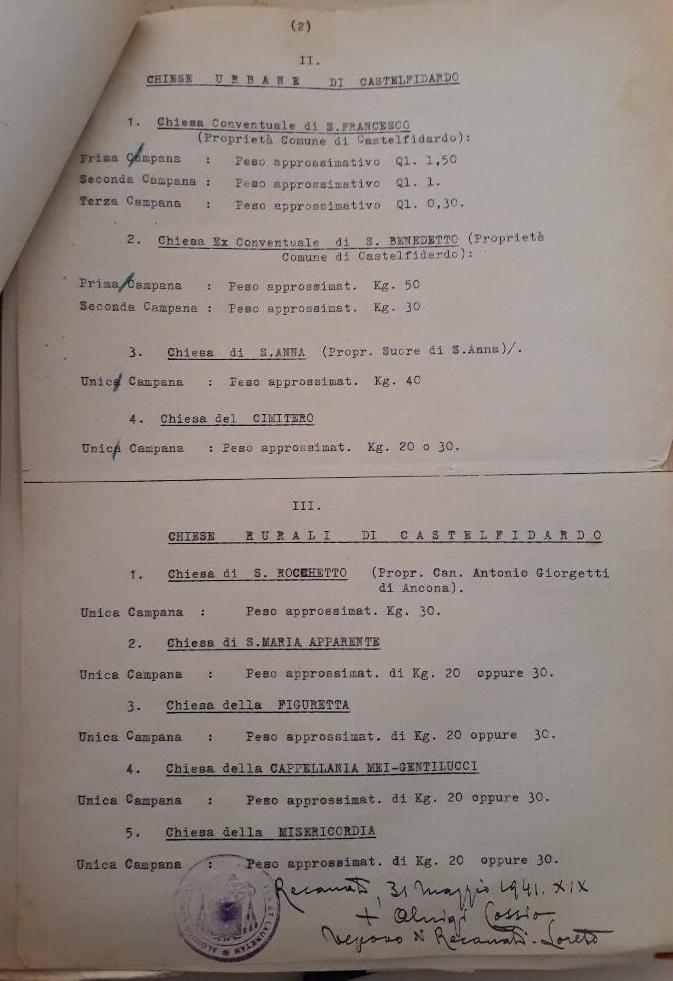 (2)
II.
CHIESE URBANE DI CASTELFIDARDO
1. Chiesa Conventuale di S.FRANCESCO
(Proprietà Comune di Castelfidardo):
Prima Campana : Peso approssimativo Ql. 1,50
Seconda Campana : Peso approssimativo Ql. 1.
Terza Campana : Peso approssimativo Ql. 0,30.
2. Chiesa Ex Conventuale di S. BENEDETTO (Proprietà
Comune di Castelfidardo):
Prima Campana : Peso approssimat. Kg. 50
Seconda Campana : Peso approssimat. Kg. 30
3. Chiesa di S.ANNA (Propr. Suore di S.Anna)/.
Unica Campana : Peso approssimat. Kg. 40
4. Chiesa del CIMITERO
Unica Campana : Peso approssimat. Kg. 20 o 30.
III.
CHIESE RURALI DI CASTELFIDARDO
1. Chiesa di S. ROCCHETTO (Propr. Can. Antonio Giorgetti
di Ancona).
Unica Campana : Peso approssimat. Kg. 30.
2. Chiesa di S.MARIA APPARENTE
Unica Campana : Peso approssimat. di Kg. 20 oppure 30.
3. Chiesa della FIGURETTA
Unica Campana : Peso approssimat. di Kg. 20 oppure 30.
4. Chiesa della CAPPELLANIA MEI-GENTILUCCI
Unica Campana : Peso approssimat. di Kg. 20 oppure 30.
5. Chiesa della MISERICORDIA
Unica Campana : Peso approssimat. di Kg. 20 oppure 30.
Recanati, 31 Maggio 1941. XIX
+ Aluigi Cossio
Vescovo di Recanati-Loreto